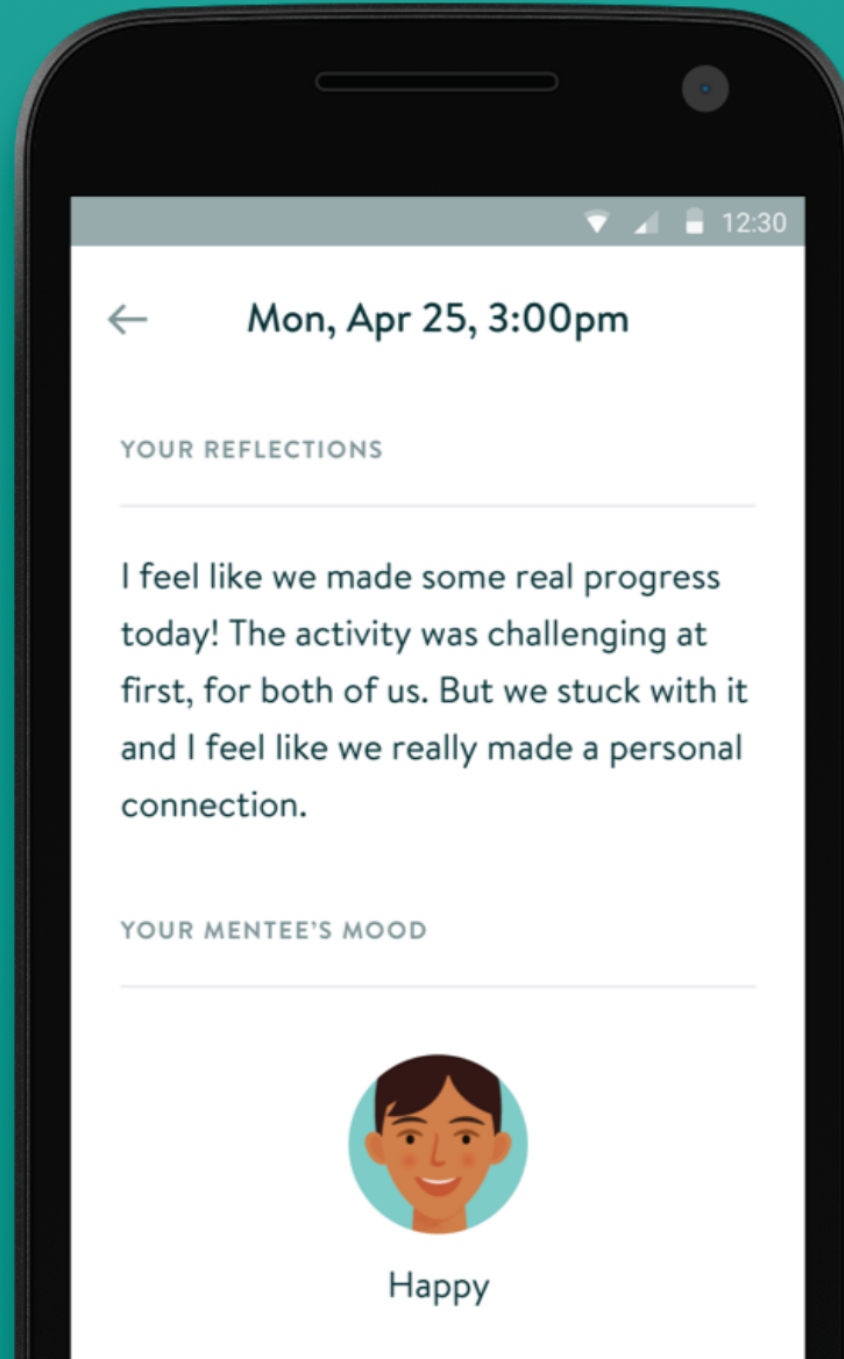 12:30
Mon, Apr 25, 3:00pm
YOUR REFLECTIONS
I feel like we made some real progress
today! The activity was challenging at
first, for both of us. But we stuck with it
and I feel like we really made a personal
connection.
YOUR MENTEE’S MOOD
Happy